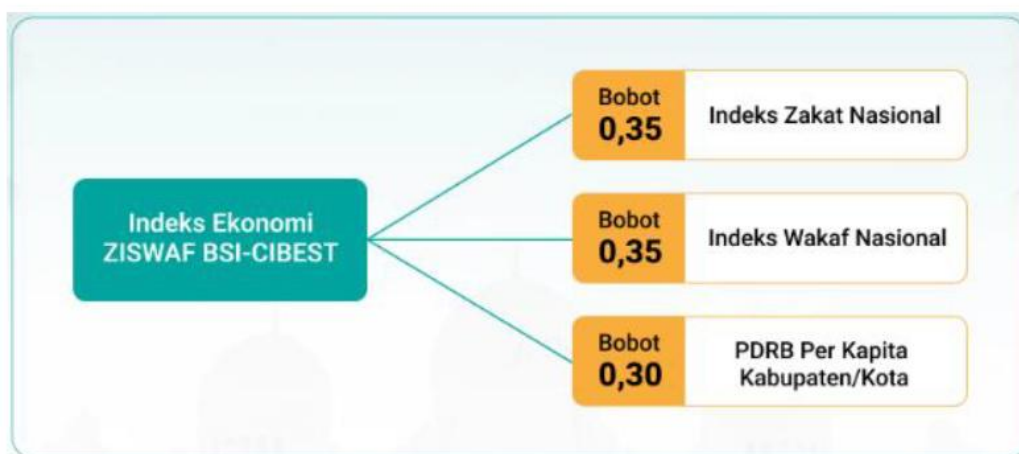 Bobot
0,35
Indeks Zakat Nasional
Indeks Ekonomi
ZISWAF BSI-CIBEST
Bobot
0,35
Indeks Wakaf Nasional
Bobot
0,30
PDRB Per Kapita
Kabupaten/Kota